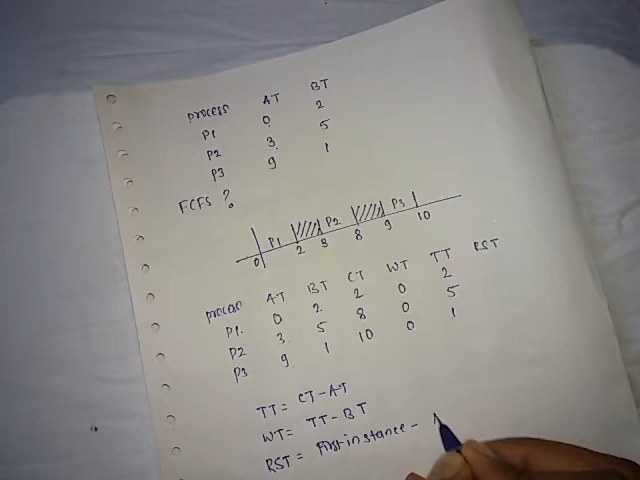 process AT BT
P1 0 2
P2 3 5
P3 9 1
FCFS ?
P1 P2 P3
0 2 3 8 9 10
process AT BT CT WT TT RST
P1. 0 2 2 0 2
P2 3 5 8 0 5
P3 9 1 10 0 1
TT = CT-AT
WT= TT-BT
RST = First instance -